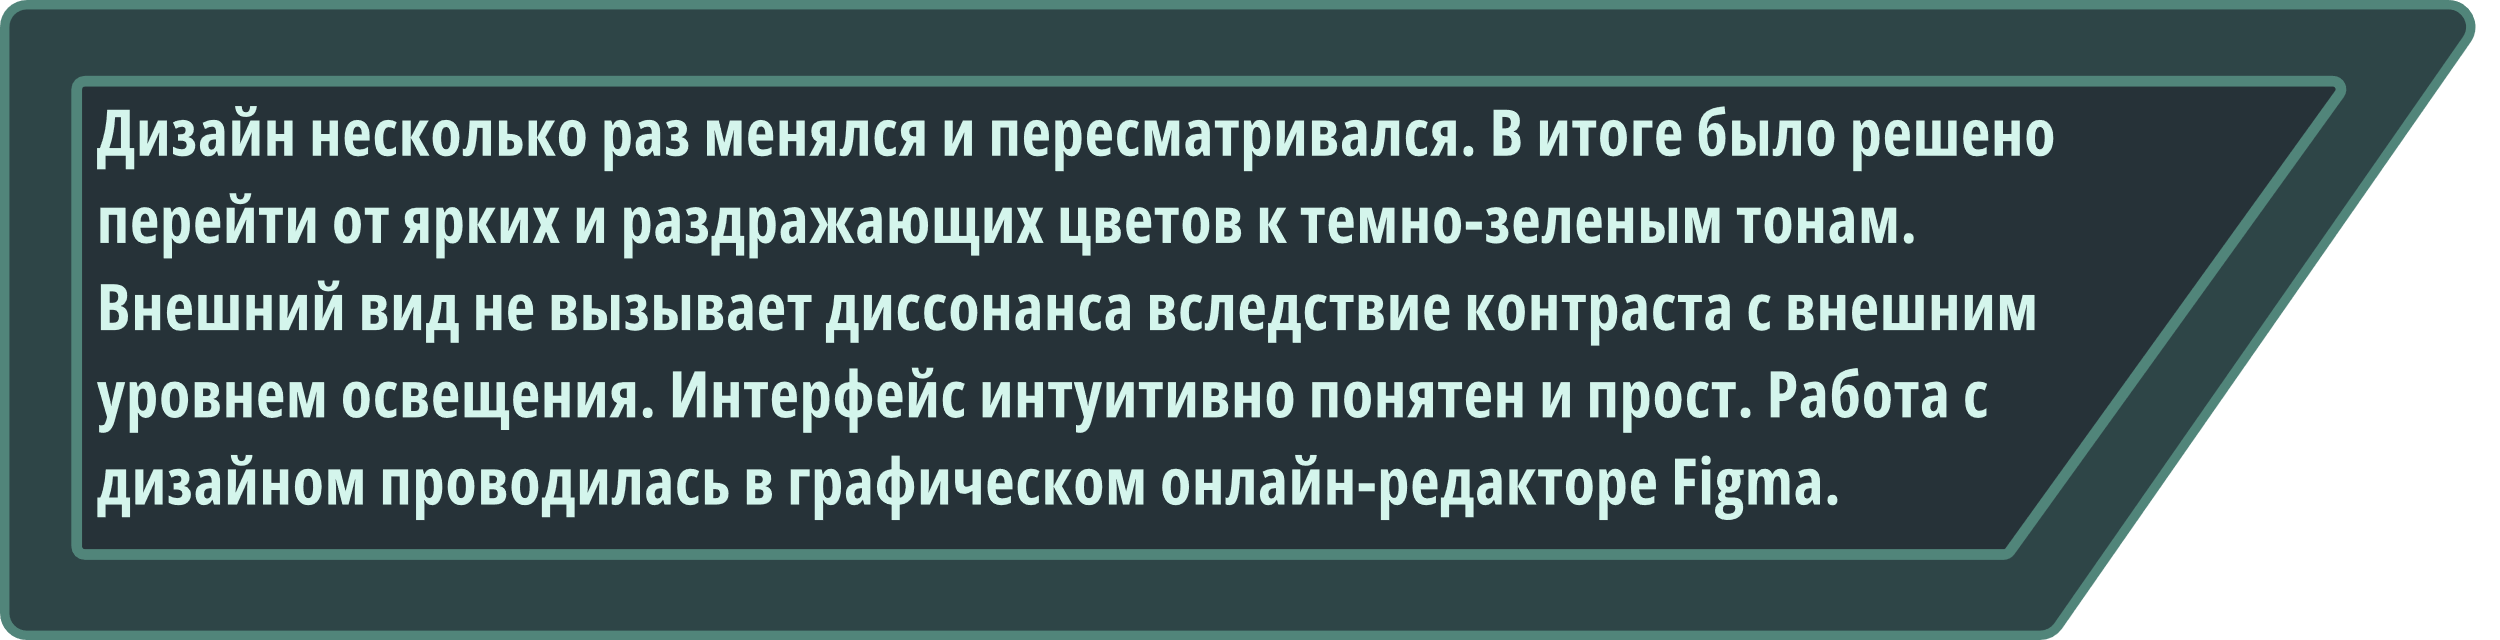 Дизайн несколько раз менялся и пересматривался. В итоге было решено
перейти от ярких и раздражающих цветов к темно-зеленым тонам.
Внешний вид не вызывает диссонанса вследствие контраста с внешним
уровнем освещения. Интерфейс интуитивно понятен и прост. Работа с
дизайном проводилась в графическом онлайн-редакторе Figma.